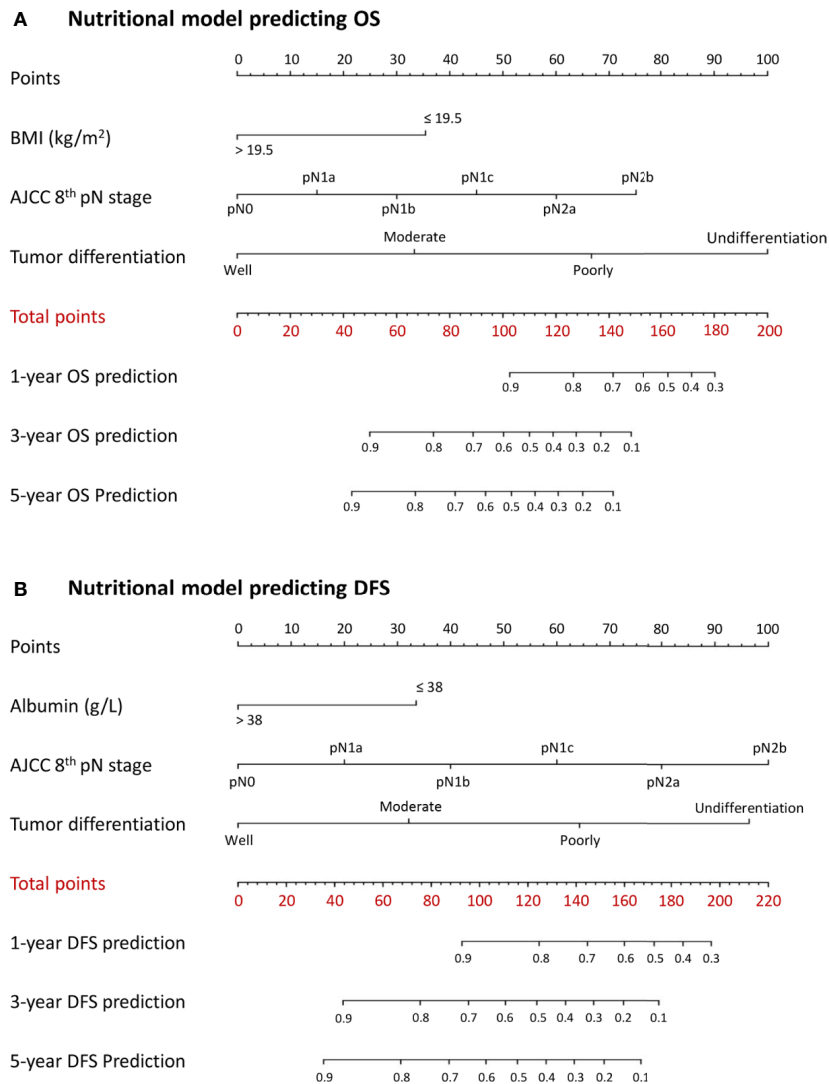 A Nutritional model predicting OS
Points 0 10 20 30 40 50 60 70 80 90 100
≤ 19.5
BMI (kg/m²)
> 19.5
pN1a pN1c pN2b
AJCC 8th pN stage
pN0 pN1b pN2a
Moderate Undifferentiation
Tumor differentiation
Well Poorly
Total points
0 20 40 60 80 100 120 140 160 180 200
1-year OS prediction
0.9 0.8 0.7 0.6 0.5 0.4 0.3
3-year OS prediction
0.9 0.8 0.7 0.6 0.5 0.4 0.3 0.2 0.1
5-year OS Prediction
0.9 0.8 0.7 0.6 0.5 0.4 0.3 0.2 0.1
B Nutritional model predicting DFS
Points 0 10 20 30 40 50 60 70 80 90 100
≤ 38
Albumin (g/L)
> 38
pN1a pN1c pN2b
AJCC 8th pN stage
pN0 pN1b pN2a
Moderate Undifferentiation
Tumor differentiation
Well Poorly
Total points
0 20 40 60 80 100 120 140 160 180 200 220
1-year DFS prediction
0.9 0.8 0.7 0.6 0.5 0.4 0.3
3-year DFS prediction
0.9 0.8 0.7 0.6 0.5 0.4 0.3 0.2 0.1
5-year DFS Prediction
0.9 0.8 0.7 0.6 0.5 0.4 0.3 0.2 0.1